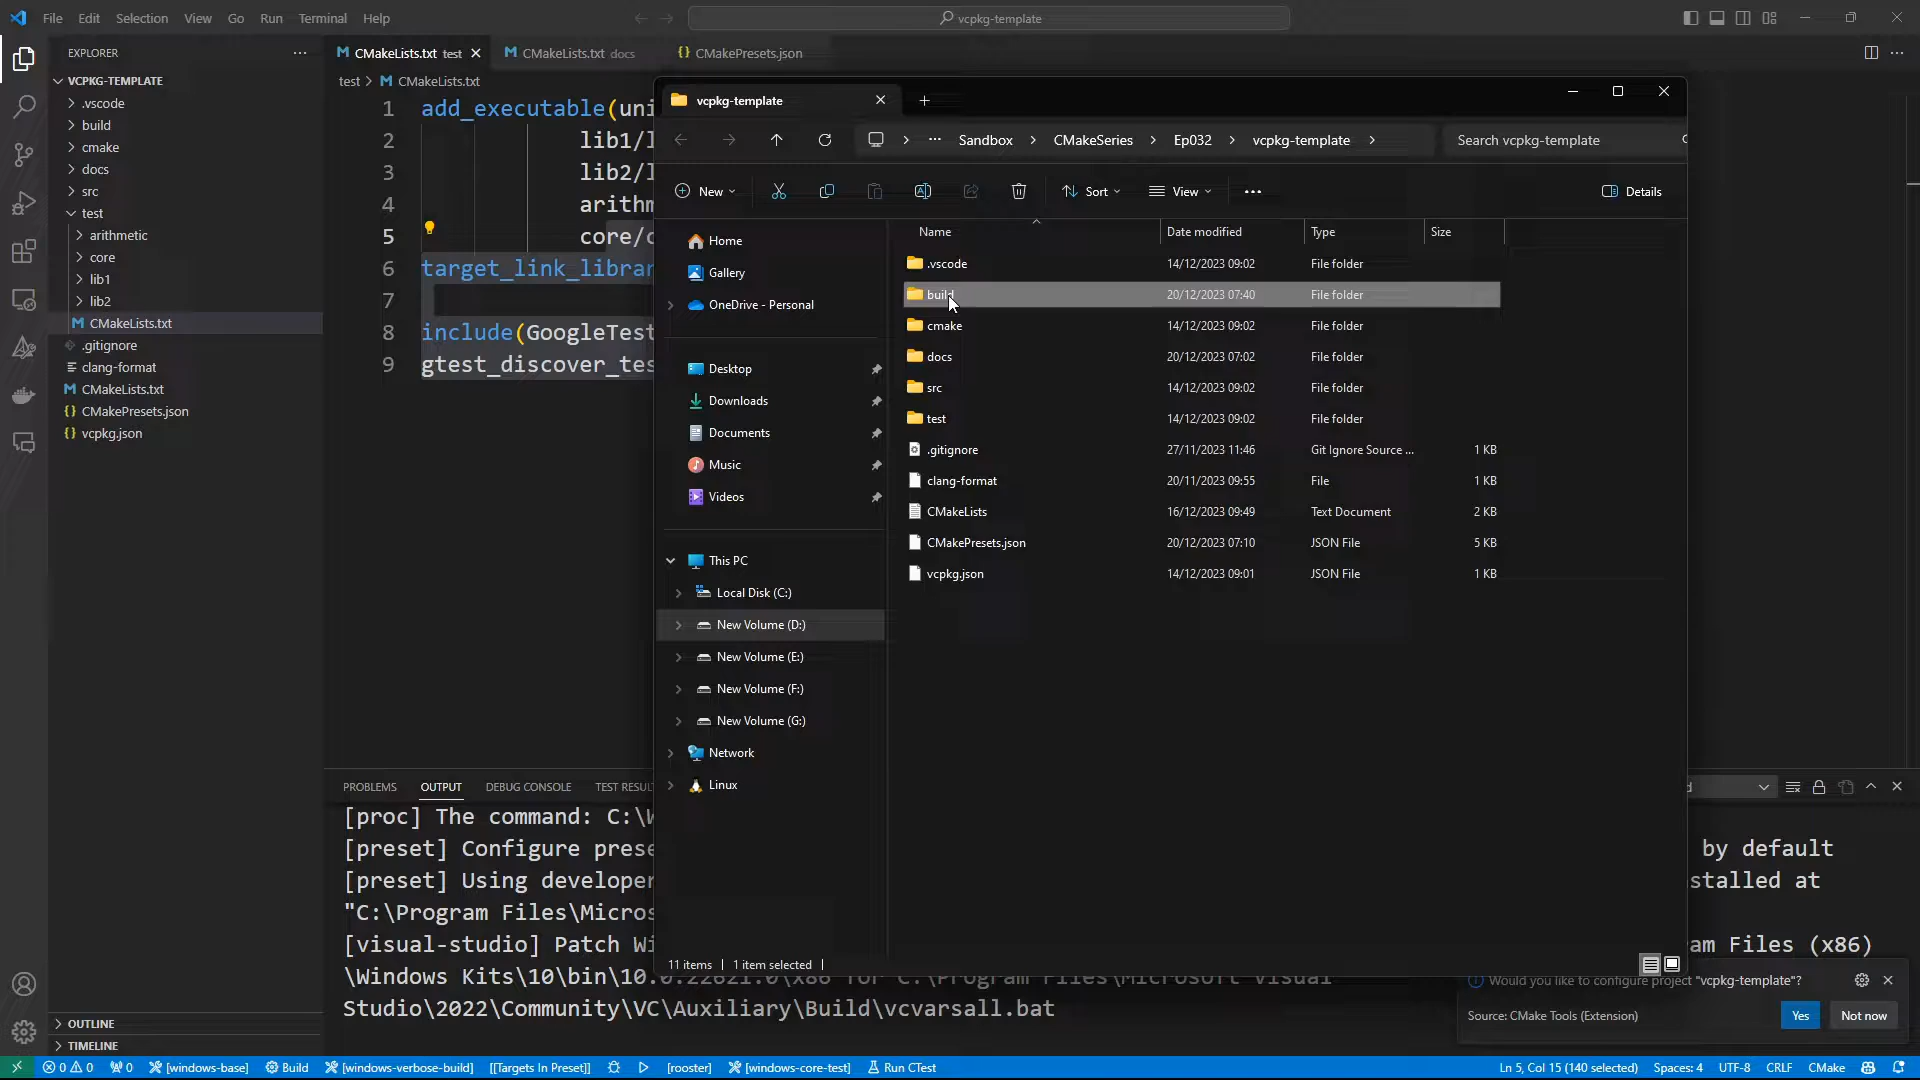 File Edit Selection View Go Run Terminal Help
vcpkg-template
EXPLORER
VCPKG-TEMPLATE
.vscode
build
cmake
docs
src
test
arithmetic
core
lib1
lib2
CMakeLists.txt
.gitignore
clang-format
CMakeLists.txt
CMakePresets.json
vcpkg.json
OUTLINE
TIMELINE
CMakeLists.txt test
CMakeLists.txt docs
CMakePresets.json
test > CMakeLists.txt
1 add_executable(uni
2 lib1/l
3 lib2/l
4 arithm
5 core/c
6 target_link_librar
7
8 include(GoogleTest
9 gtest_discover_tes
vcpkg-template
Sandbox > CMakeSeries > Ep032 > vcpkg-template >
Search vcpkg-template
New
Sort
View
Details
Home
Gallery
OneDrive - Personal
Desktop
Downloads
Documents
Music
Videos
This PC
Local Disk (C:)
New Volume (D:)
New Volume (E:)
New Volume (F:)
New Volume (G:)
Network
Linux
Name Date modified Type Size
.vscode 14/12/2023 09:02 File folder
build 20/12/2023 07:40 File folder
cmake 14/12/2023 09:02 File folder
docs 20/12/2023 07:02 File folder
src 14/12/2023 09:02 File folder
test 14/12/2023 09:02 File folder
.gitignore 27/11/2023 11:46 Git Ignore Source ... 1 KB
clang-format 20/11/2023 09:55 File 1 KB
CMakeLists 16/12/2023 09:49 Text Document 2 KB
CMakePresets.json 20/12/2023 07:10 JSON File 5 KB
vcpkg.json 14/12/2023 09:01 JSON File 1 KB
11 items 1 item selected
PROBLEMS OUTPUT DEBUG CONSOLE TEST RESUL
[proc] The command: C:\W
[preset] Configure prese by default
[preset] Using developer stalled at
"C:\Program Files\Micros
[visual-studio] Patch Wi am Files (x86)
\Windows Kits\10\bin\10.0.22621.0\x86 for C:\Program Files\Microsoft Visual
Studio\2022\Community\VC\Auxiliary\Build\vcvarsall.bat
Would you like to configure project "vcpkg-template"?
Source: CMake Tools (Extension)
Yes
Not now
0 0 0 [windows-base] Build [windows-verbose-build] [[Targets In Preset]] [rooster] [windows-core-test] Run CTest Ln 5, Col 15 (140 selected) Spaces: 4 UTF-8 CRLF CMake